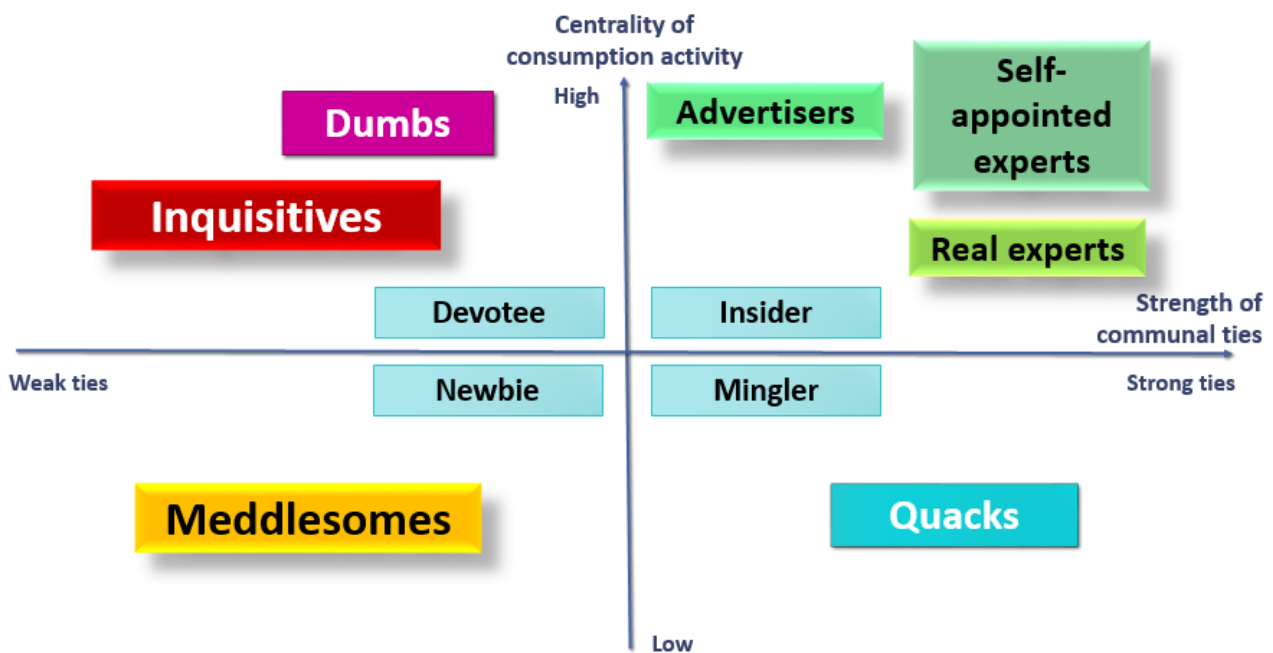 Centrality of
consumption activity
High
Dumbs
Advertisers
Self-
appointed
experts
Inquisitives
Real experts
Devotee
Insider
Strength of
communal ties
Weak ties
Newbie
Mingler
Strong ties
Meddlesomes
Quacks
Low